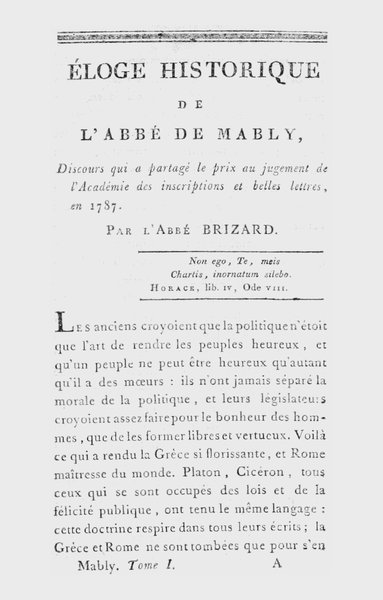 ÉLOGE HISTORIQUE
DE
L'ABBÉ DE MABLY,
Discours qui a partagé le prix au jugement de
l'Académie des inscriptions et belles lettres,
en 1787.
PAR L'ABBÉ BRIZARD.
Non ego, Te, meis
Chartis, inornatum silebo.
HORACE, lib. IV, Ode VIII.
LES anciens croyoient que la politique n'étoit
que l'art de rendre les peuples heureux, et
qu'un peuple ne peut être heureux qu'autant
qu'il a des mœurs : ils n'ont jamais séparé la
morale de la politique, et leurs législateurs
croyoient assez faire pour le bonheur des hom-
mes, que de les former libres et vertueux. Voilà
ce qui a rendu la Grèce si florissante, et Rome
maîtresse du monde. Platon, Cicéron, tous
ceux qui se sont occupés des lois et de la
félicité publique, ont tenu le même langage :
cette doctrine respire dans tous leurs écrits ; la
Grèce et Rome ne sont tombées que pour s'en
Mably. Tome I. A